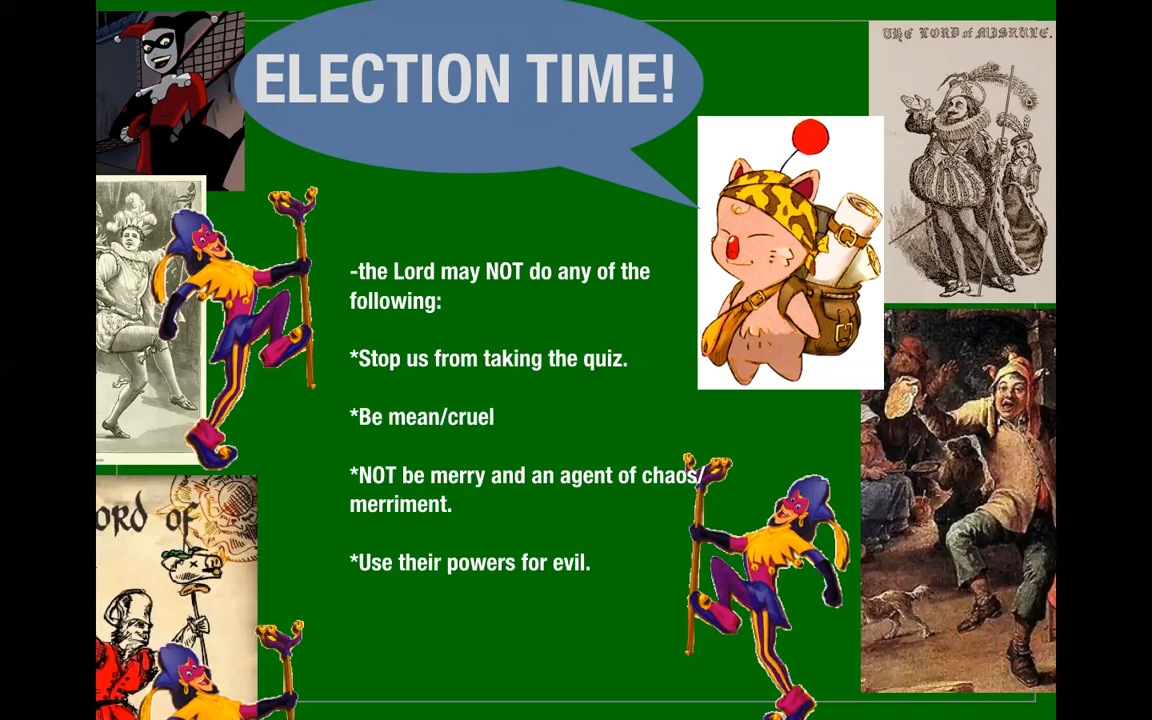 THE LORD of MISRULE.
ELECTION TIME!
-the Lord may NOT do any of the
following:
*Stop us from taking the quiz.
*Be mean/cruel
*NOT be merry and an agent of chaos/
merriment.
*Use their powers for evil.
ORD of